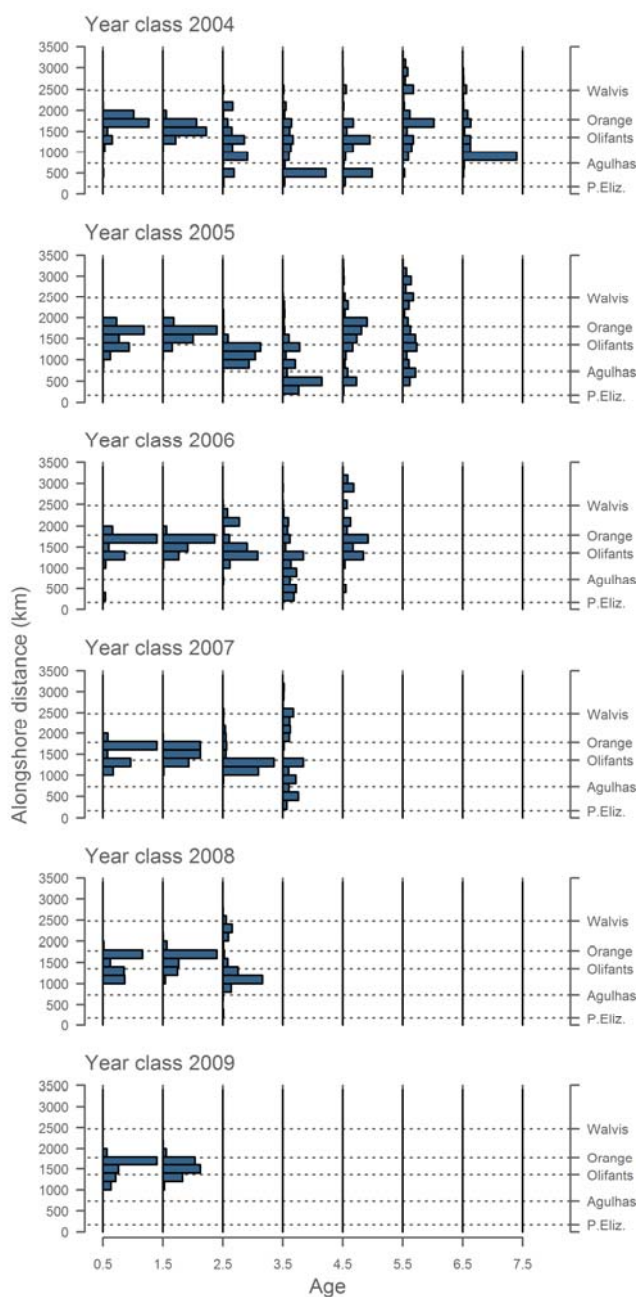 Year class 2004
3500
3000
2500
2000
1500
1000
500
0
Walvis
Orange
Olifants
Agulhas
P.Eliz.
Year class 2005
3500
3000
2500
2000
1500
1000
500
0
Walvis
Orange
Olifants
Agulhas
P.Eliz.
Year class 2006
3500
3000
2500
2000
1500
1000
500
0
Walvis
Orange
Olifants
Agulhas
P.Eliz.
Alongshore distance (km)
Year class 2007
3500
3000
2500
2000
1500
1000
500
0
Walvis
Orange
Olifants
Agulhas
P.Eliz.
Year class 2008
3500
3000
2500
2000
1500
1000
500
0
Walvis
Orange
Olifants
Agulhas
P.Eliz.
Year class 2009
3500
3000
2500
2000
1500
1000
500
0
Walvis
Orange
Olifants
Agulhas
P.Eliz.
0.5 1.5 2.5 3.5 4.5 5.5 6.5 7.5
Age